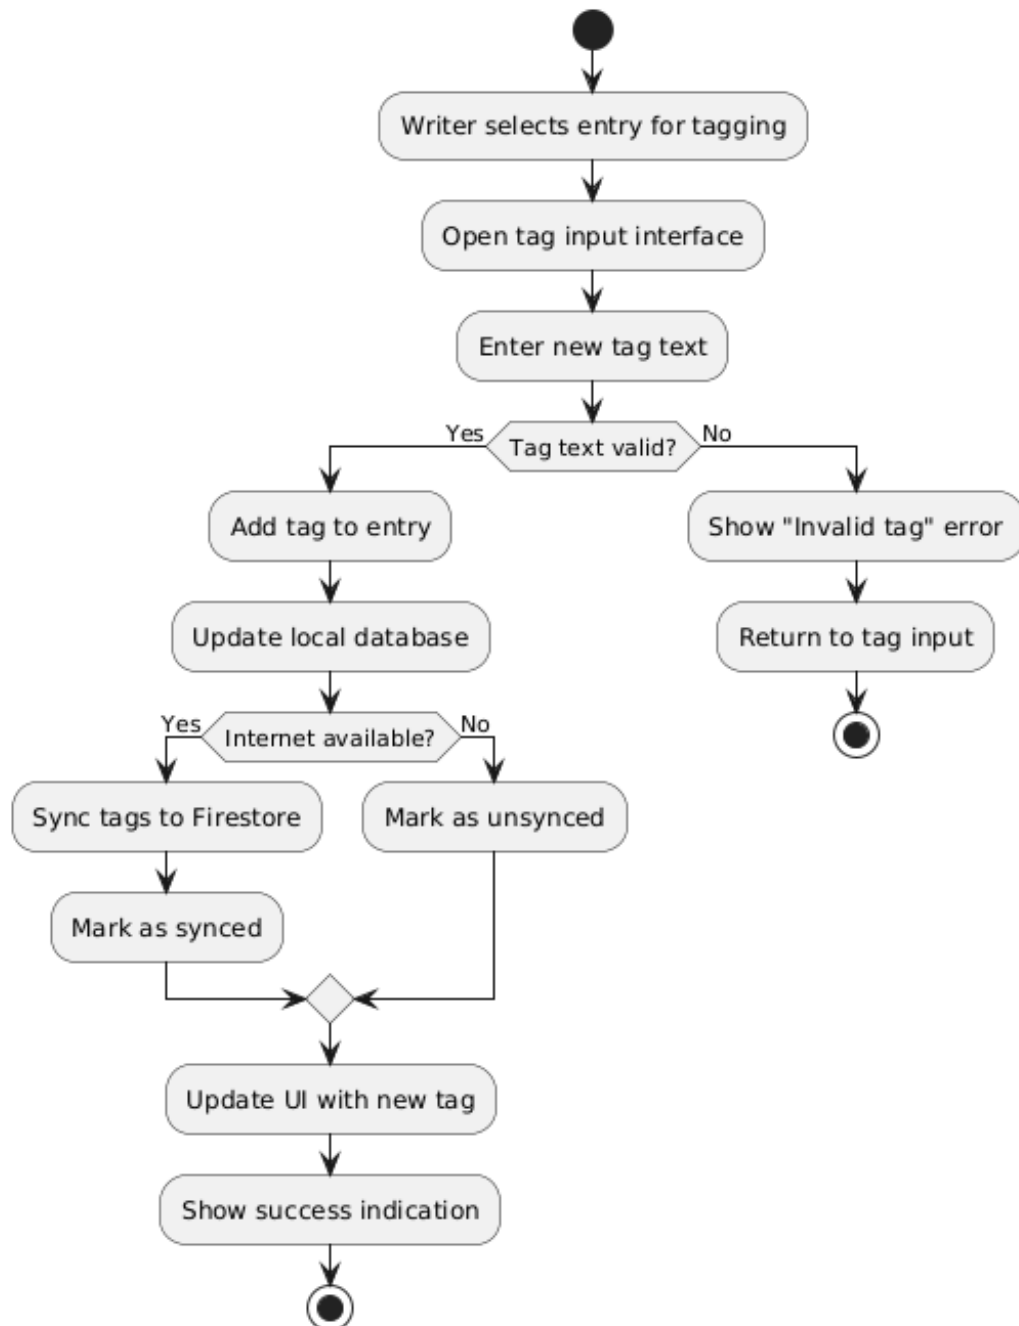 Writer selects entry for tagging
Open tag input interface
Enter new tag text
Yes
Tag text valid?
No
Add tag to entry
Show "Invalid tag" error
Update local database
Return to tag input
Yes
Internet available?
No
Sync tags to Firestore
Mark as unsynced
Mark as synced
Update UI with new tag
Show success indication